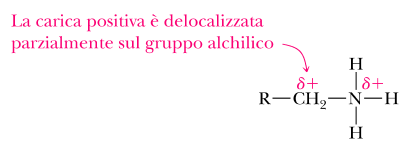 La carica positiva è delocalizzata
parzialmente sul gruppo alchilico
H
δ+ δ+
R—CH₂—N—H
H